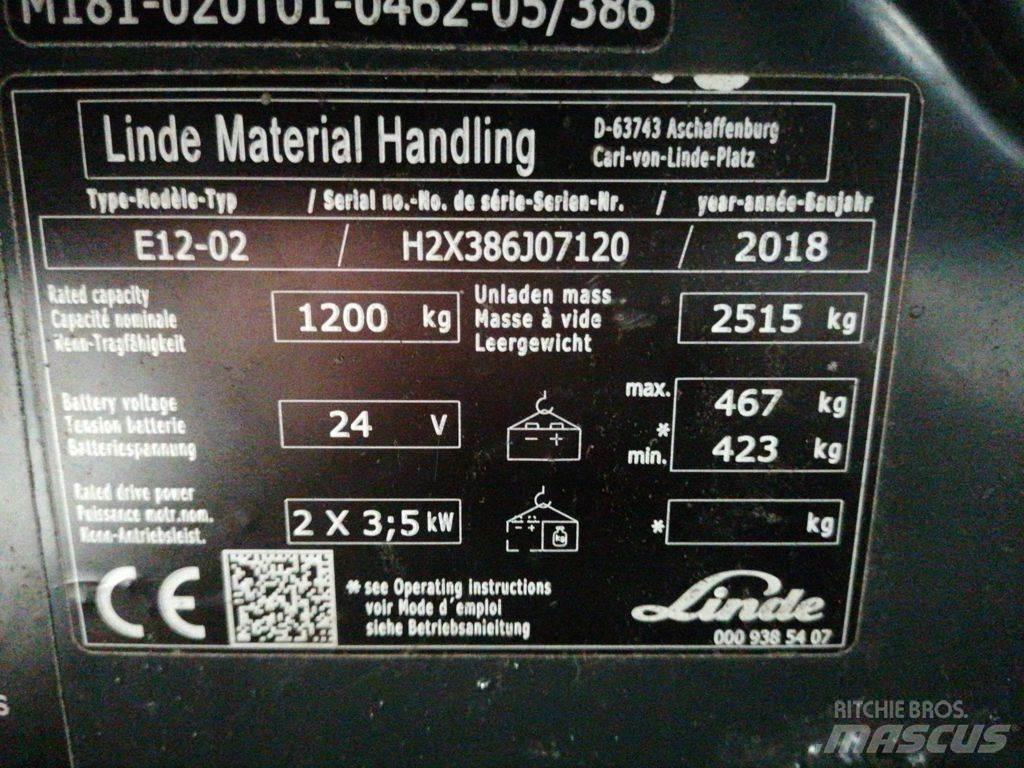 M181-020T01-0462-05/386
Linde Material Handling
D-63743 Aschaffenburg
Carl-von-Linde-Platz
Type-Modèle-Typ / Serial no.-No. de série-Serien-Nr. / year-année-Baujahr
E12-02 / H2X386J07120 / 2018
Rated capacity
Capacité nominale
Nenn-Tragfähigkeit
1200 kg
Unladen mass
Masse à vide
Leergewicht
2515 kg
Battery voltage
Tension batterie
Batteriespannung
24 V
- +
max. 467 kg
*
min. 423 kg
Rated drive power
Puissance motr.nom.
Nenn-Antriebsleist.
2 X 3;5 kW
- +
kg
* kg
CE
* see Operating instructions
voir Mode d´emploi
siehe Betriebsanleitung
Linde
000 938 54 07
S
RITCHIE BROS.
MASCUS